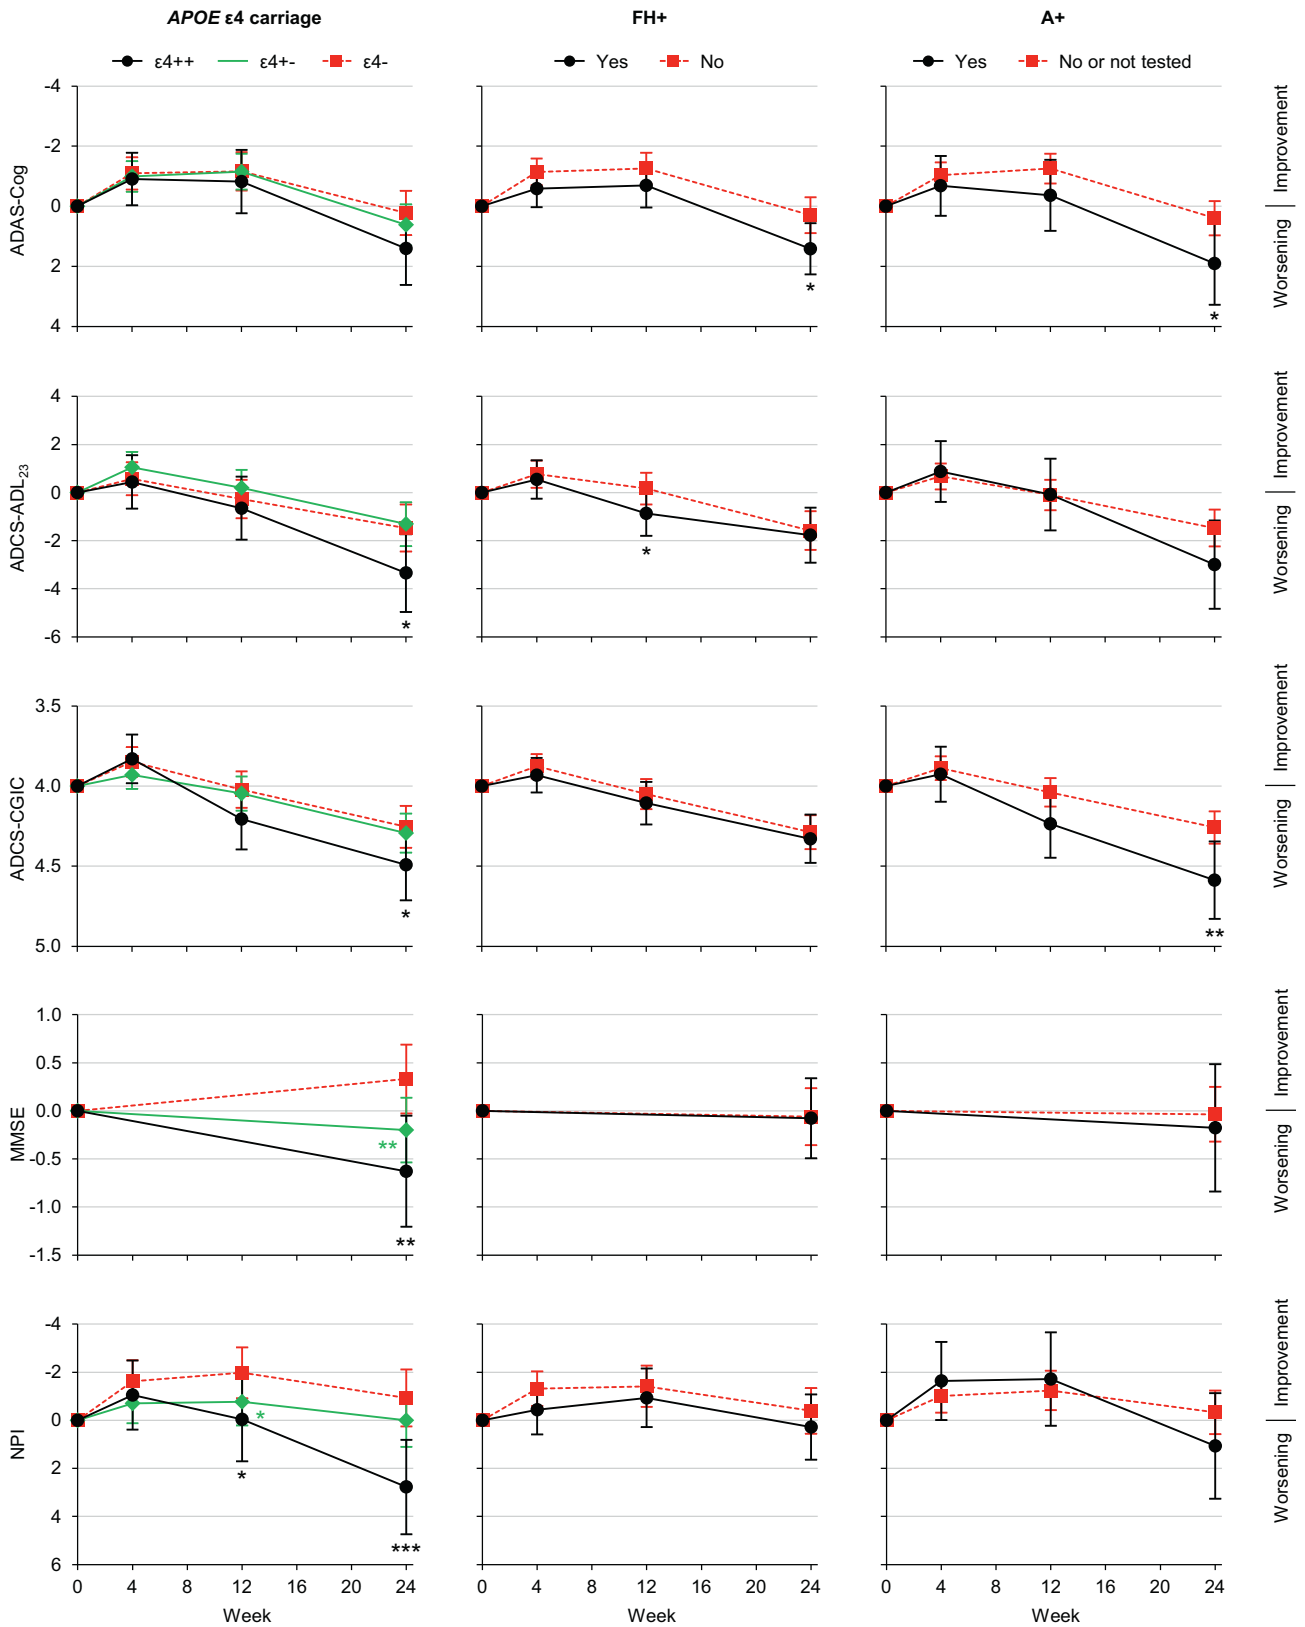 APOE ε4 carriage FH+ A+
ε4++ ε4+- ε4- Yes No Yes No or not tested
ADAS-Cog
-4
-2
0
2
4
* *
Worsening | Improvement
ADCS-ADL23
4
2
0
-2
-4
-6
* *
Worsening | Improvement
ADCS-CGIC
3.5
4.0
4.5
5.0
* **
Worsening | Improvement
MMSE
1.0
0.5
0.0
-0.5
-1.0
-1.5
**
**
Worsening | Improvement
NPI
-4
-2
0
2
4
6
*
*
***
Worsening | Improvement
0 4 8 12 16 20 24 0 4 8 12 16 20 24 0 4 8 12 16 20 24
Week Week Week